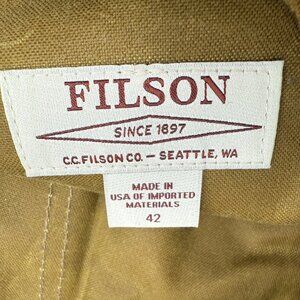 FILSON
SINCE 1897
C.C.FILSON CO. — SEATTLE, WA
MADE IN
USA OF IMPORTED
MATERIALS
42